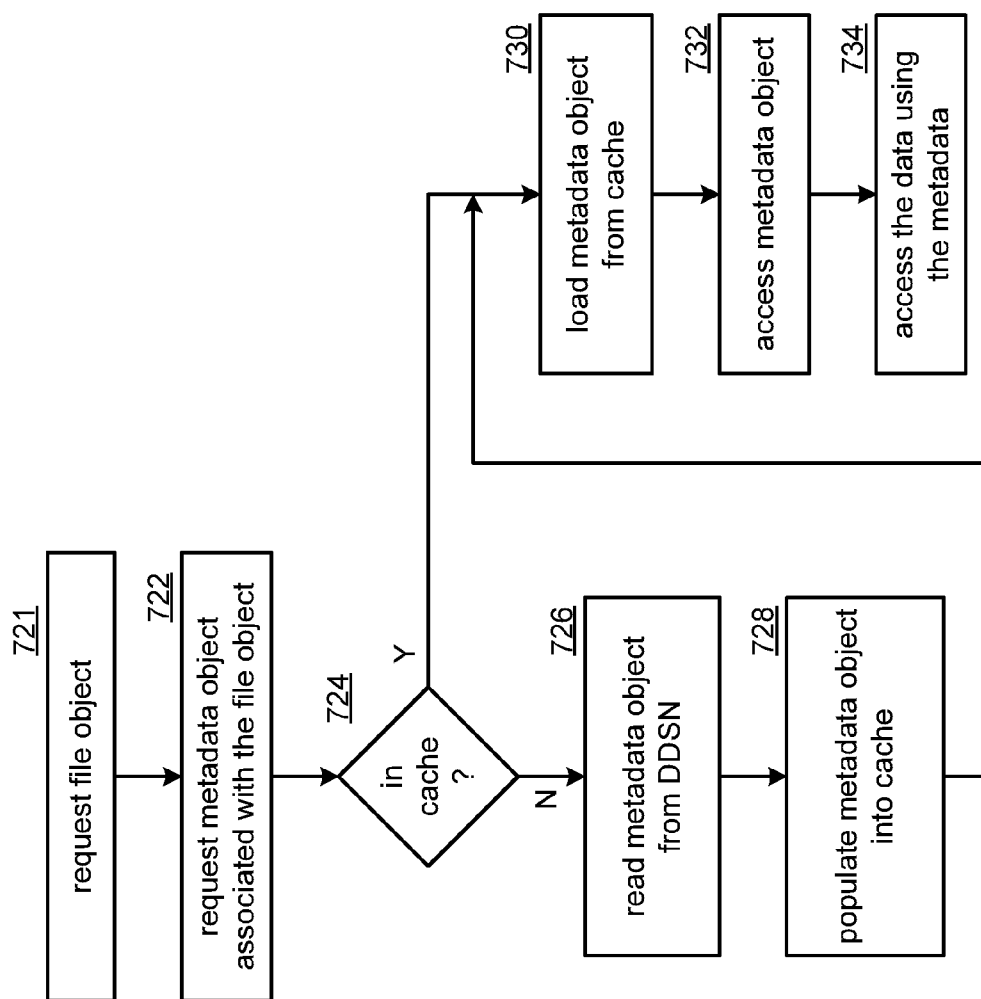 721
request file object
722
request metadata object
associated with the file object
724
in
cache
?
Y
N
726
read metadata object
from DDSN
728
populate metadata object
into cache
730
load metadata object
from cache
732
access metadata object
734
access the data using
the metadata